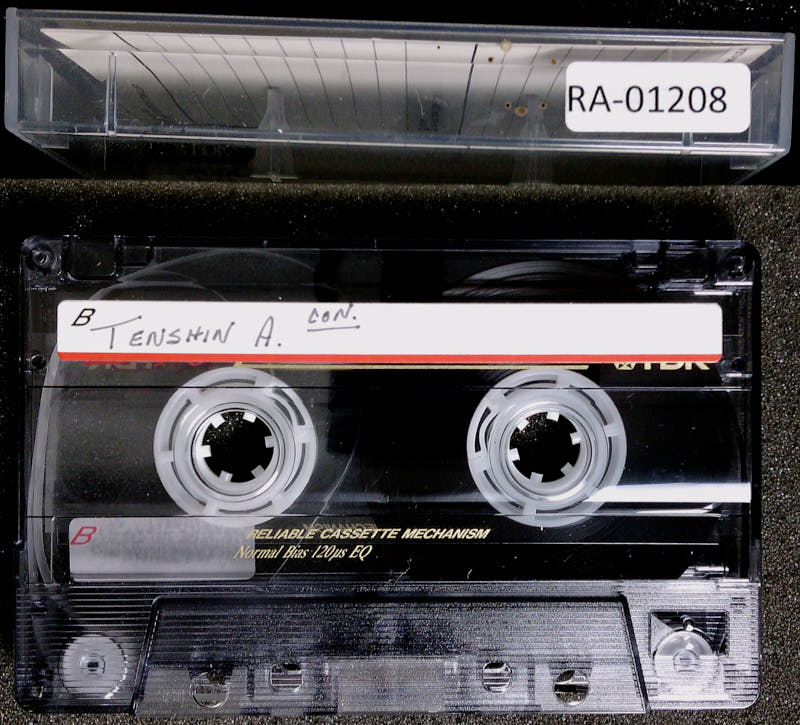 RA-01208
B TENSHIN A. CON.
TDK
B
RELIABLE CASSETTE MECHANISM
Normal Bias 120µs EQ